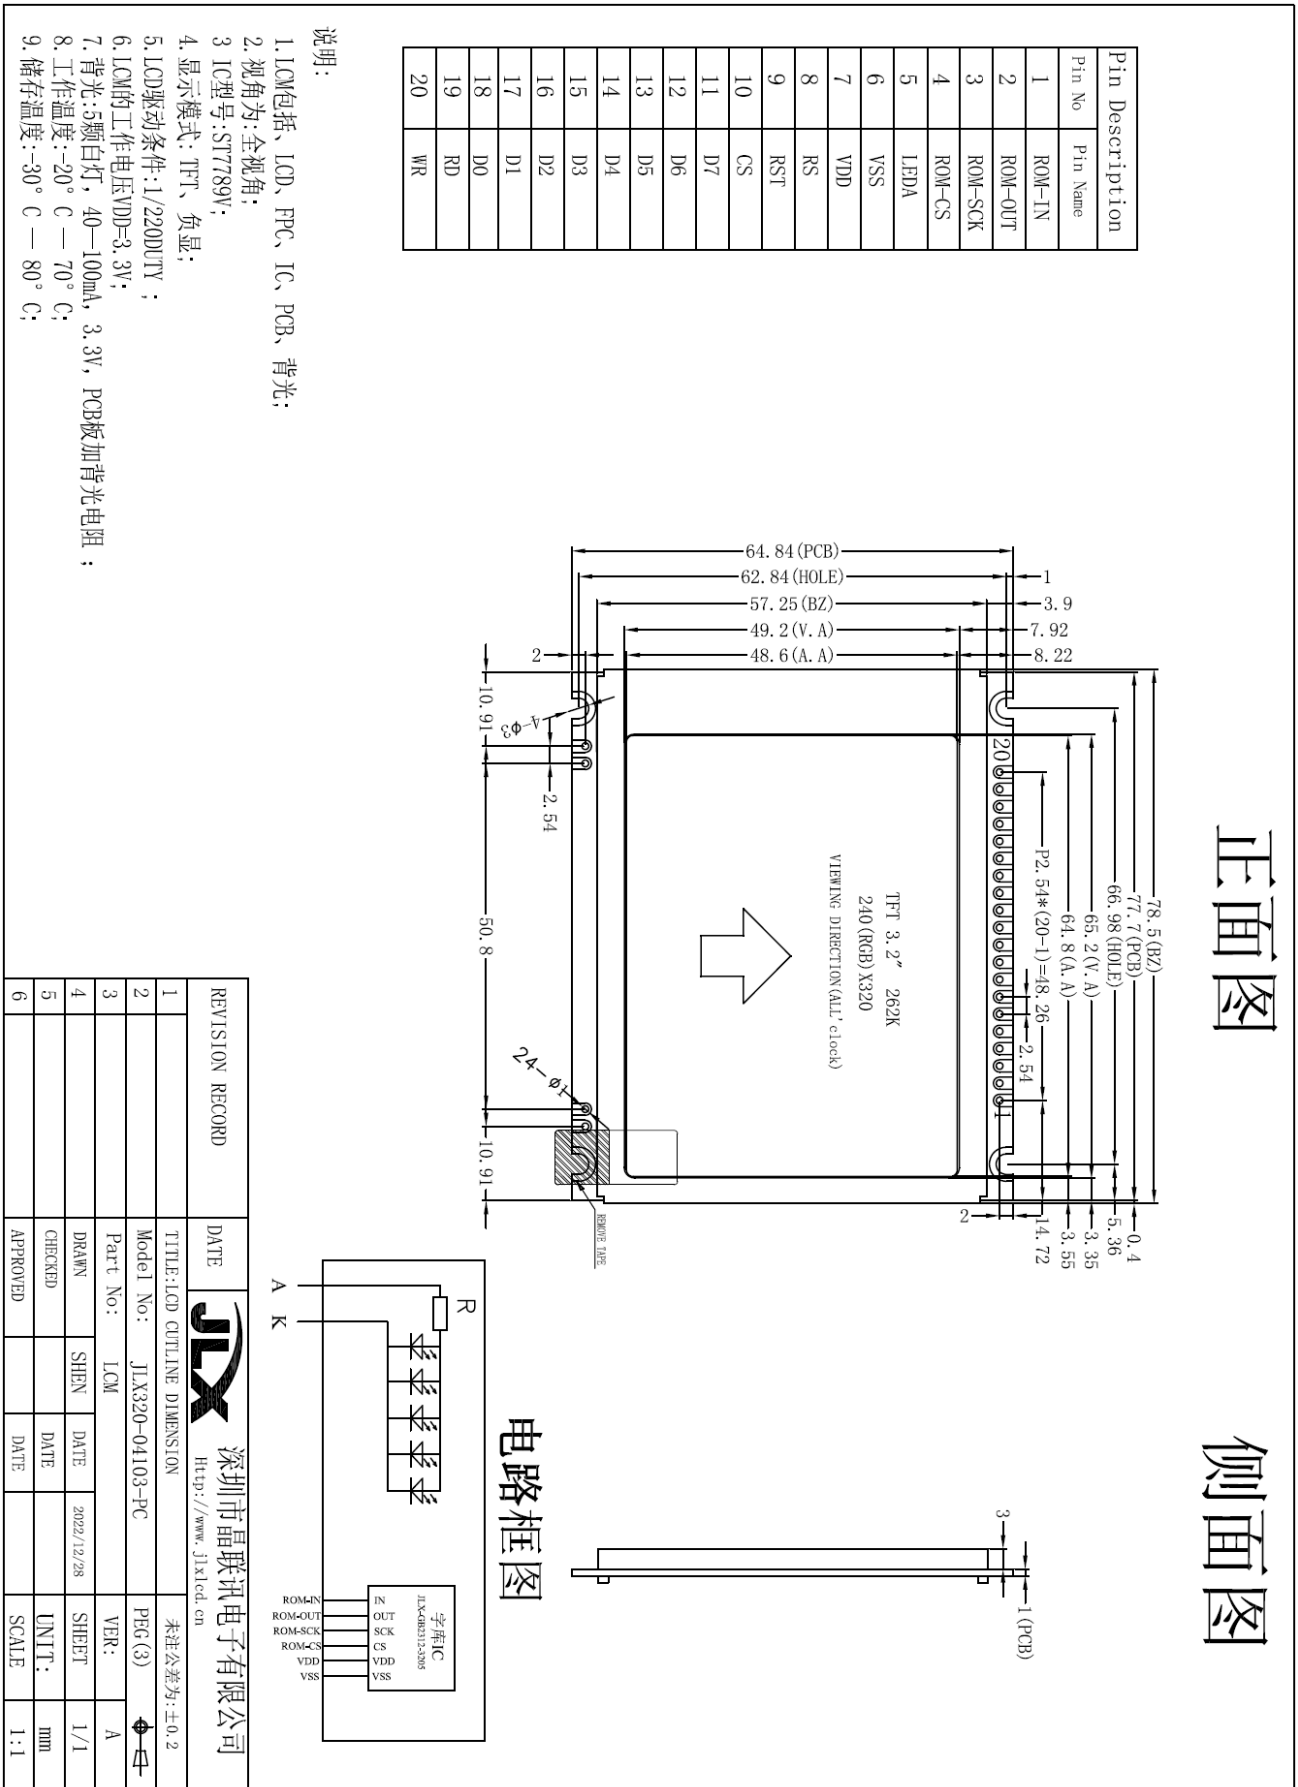 正面图
侧面图
Pin Description
Pin No Pin Name
1 ROM-IN
2 ROM-OUT
3 ROM-SCK
4 ROM-CS
5 LEDA
6 VSS
7 VDD
8 RS
9 RST
10 CS
11 D7
12 D6
13 D5
14 D4
15 D3
16 D2
17 D1
18 D0
19 RD
20 WR
78.5(BZ)
77.7(PCB)
66.98(HOLE)
65.2(V.A)
64.8(A.A)
P2.54*(20-1)=48.26
2.54
0.4
5.36
3.35
3.55
14.72
2
64.84(PCB)
62.84(HOLE)
57.25(BZ)
49.2(V.A)
48.6(A.A)
1
3.9
7.92
8.22
20
1
TFT 3.2″ 262K
240(RGB)X320
VIEWING DIRECTION(ALL'clock)
2
4-Φ3
24-ø1
10.91
2.54
50.8
10.91
REMOVE TAPE
3
1(PCB)
电路框图
R
A
K
字库IC
JLX-GB2312-3205
ROM-IN IN
ROM-OUT OUT
ROM-SCK SCK
ROM-CS CS
VDD VDD
VSS VSS
说明:
1.LCM包括、LCD、FPC、IC、PCB、背光;
2.视角为:全视角;
3 IC型号:ST7789V;
4.显示模式: TFT、负显;
5.LCD驱动条件:1/220DUTY ;
6.LCM的工作电压VDD=3.3V;
7.背光:5颗白灯, 40—100mA, 3.3V, PCB板加背光电阻 ;
8.工作温度:-20° C — 70° C;
9.储存温度:-30° C — 80° C;
REVISION RECORD
DATE
1
2
3
4
5
6
JLX
深圳市晶联讯电子有限公司
Http://www.jlxlcd.cn
TITLE:LCD CUTLINE DIMENSION
未注公差为:±0.2
Model No: JLX320-04103-PC
PEG(3)
Part No: LCM
VER: A
DRAWN SHEN DATE 2022/12/28 SHEET 1/1
CHECKED DATE UNIT: mm
APPROVED DATE SCALE 1:1